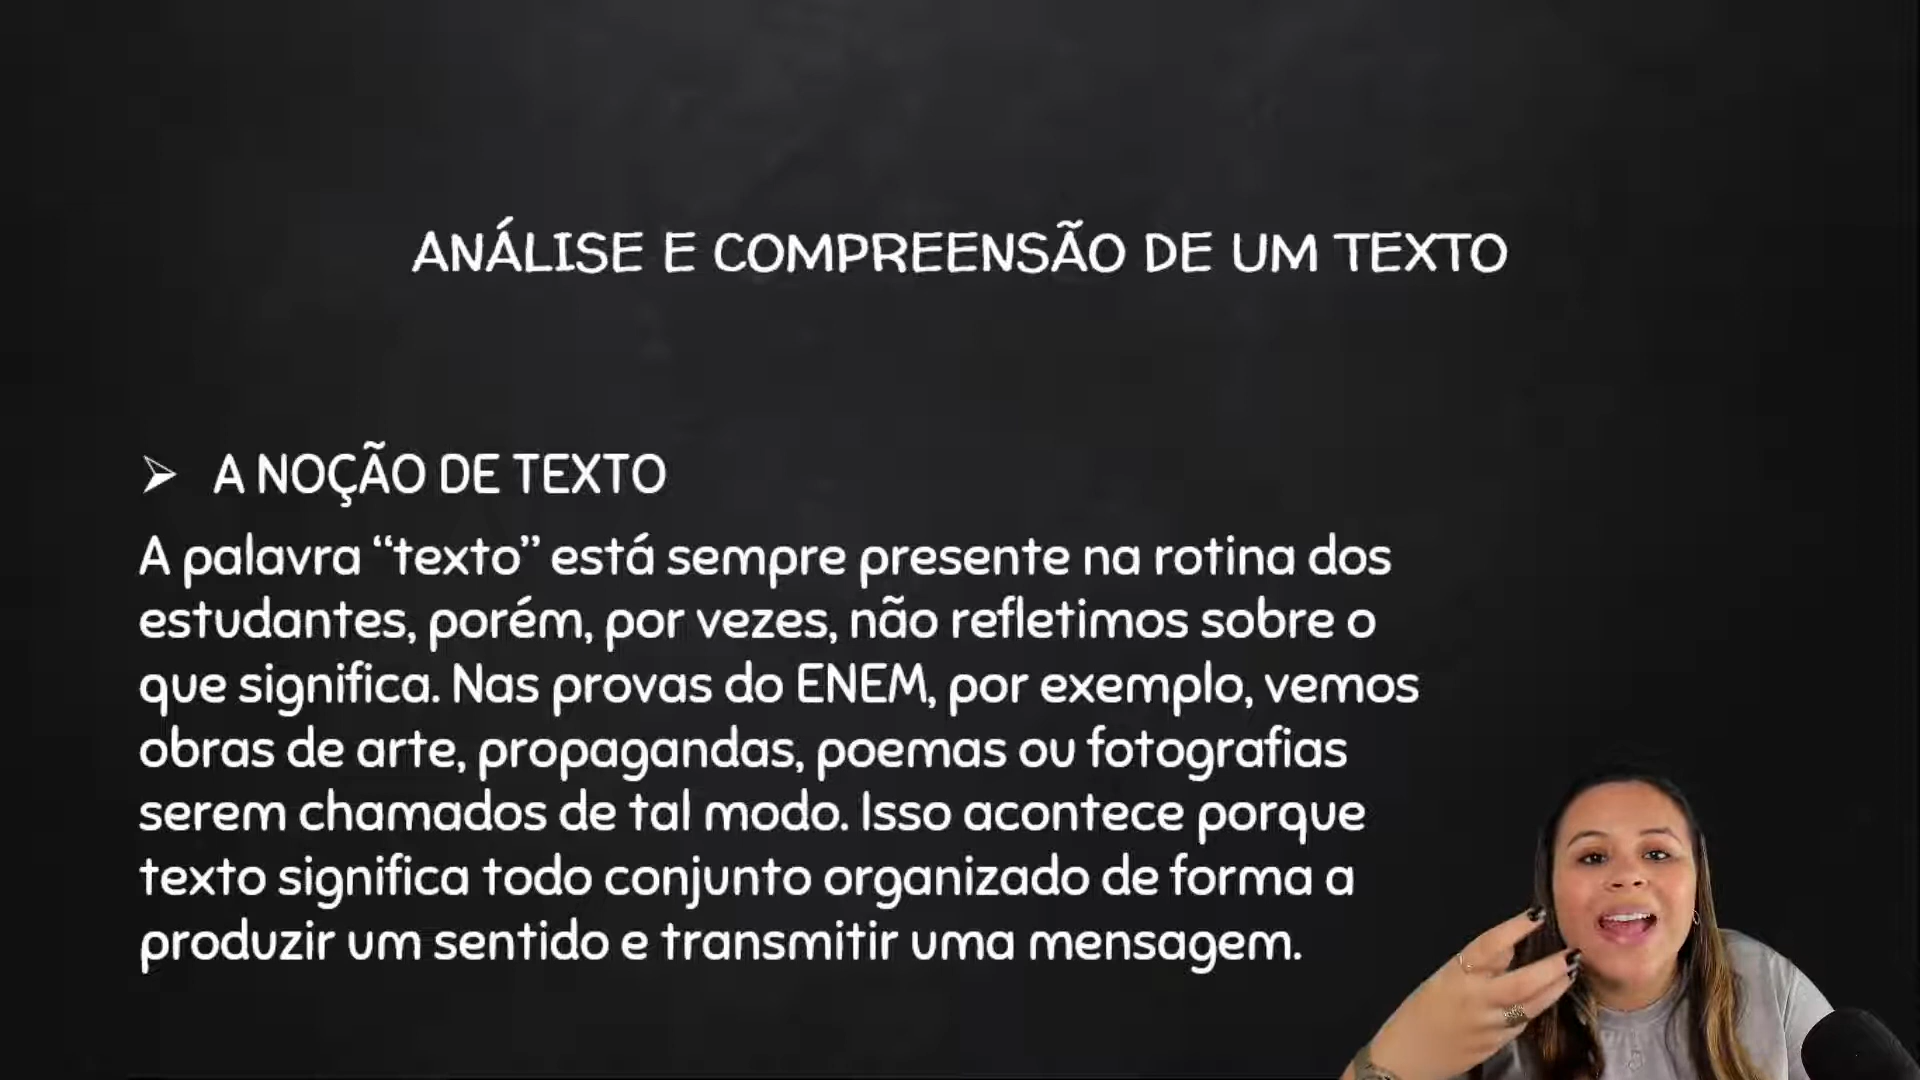 ANÁLISE E COMPREENSÃO DE UM TEXTO
A NOÇÃO DE TEXTO
A palavra “texto” está sempre presente na rotina dos
estudantes, porém, por vezes, não refletimos sobre o
que significa. Nas provas do ENEM, por exemplo, vemos
obras de arte, propagandas, poemas ou fotografias
serem chamados de tal modo. Isso acontece porque
texto significa todo conjunto organizado de forma a
produzir um sentido e transmitir uma mensagem.